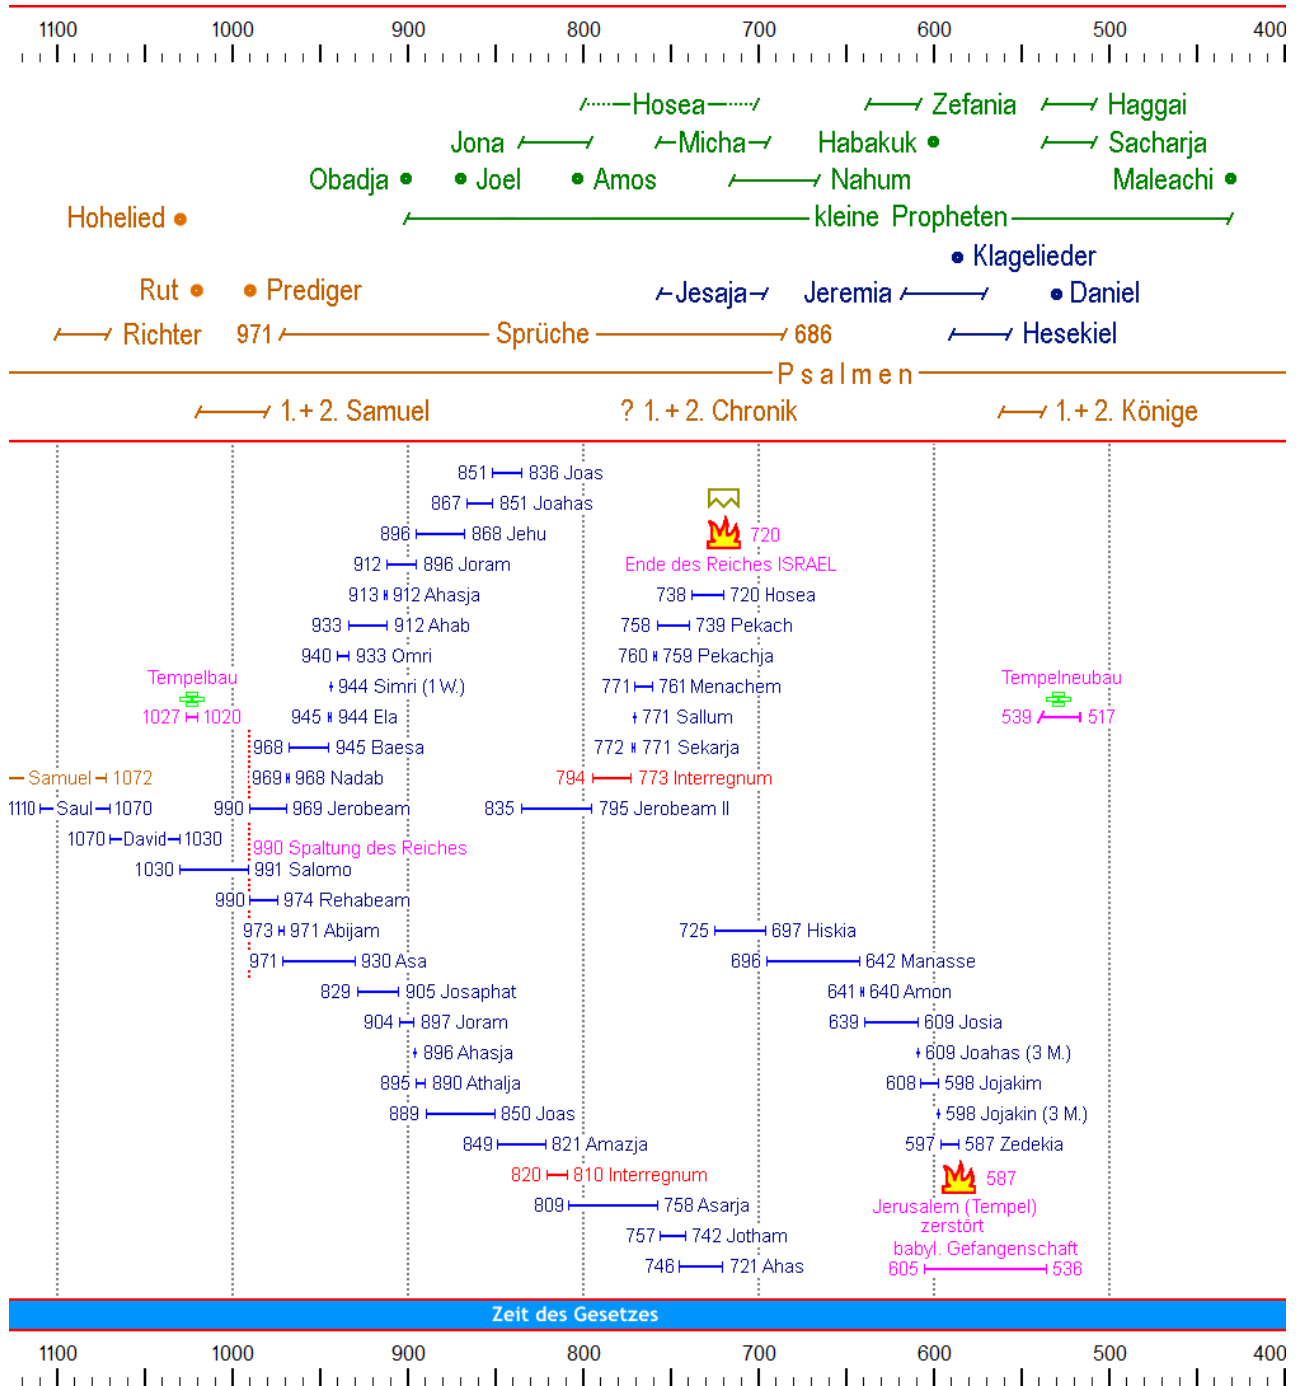 1100 1000 900 800 700 600 500 400
Hosea Zefania Haggai
Jona Micha Habakuk Sacharja
Obadja Joel Amos Nahum Maleachi
Hohelied kleine Propheten
Klagelieder
Rut Prediger Jesaja Jeremia Daniel
Richter 971 Sprüche 686 Hesekiel
Psalmen
1.+ 2. Samuel ? 1.+ 2. Chronik 1.+ 2. Könige
851 836 Joas
867 851 Joahas
896 868 Jehu 720
912 896 Joram Ende des Reiches ISRAEL
913 912 Ahasja 738 720 Hosea
933 912 Ahab 758 739 Pekach
940 933 Omri 760 759 Pekachja
Tempelbau 944 Simri (1 W.) 771 761 Menachem Tempelneubau
1027 1020 945 944 Ela 771 Sallum 539 517
968 945 Baesa 772 771 Sekarja
Samuel 1072 969 968 Nadab 794 773 Interregnum
1110 Saul 1070 990 969 Jerobeam 835 795 Jerobeam II
1070 David 1030 990 Spaltung des Reiches
1030 991 Salomo
990 974 Rehabeam
973 971 Abijam 725 697 Hiskia
971 930 Asa 696 642 Manasse
829 905 Josaphat 641 640 Amon
904 897 Joram 639 609 Josia
896 Ahasja 609 Joahas (3 M.)
895 890 Athalja 608 598 Jojakim
889 850 Joas 598 Jojakin (3 M.)
849 821 Amazja 597 587 Zedekia
820 810 Interregnum 587
809 758 Asarja Jerusalem (Tempel)
zerstört
757 742 Jotham babyl. Gefangenschaft
746 721 Ahas 605 536
Zeit des Gesetzes
1100 1000 900 800 700 600 500 400